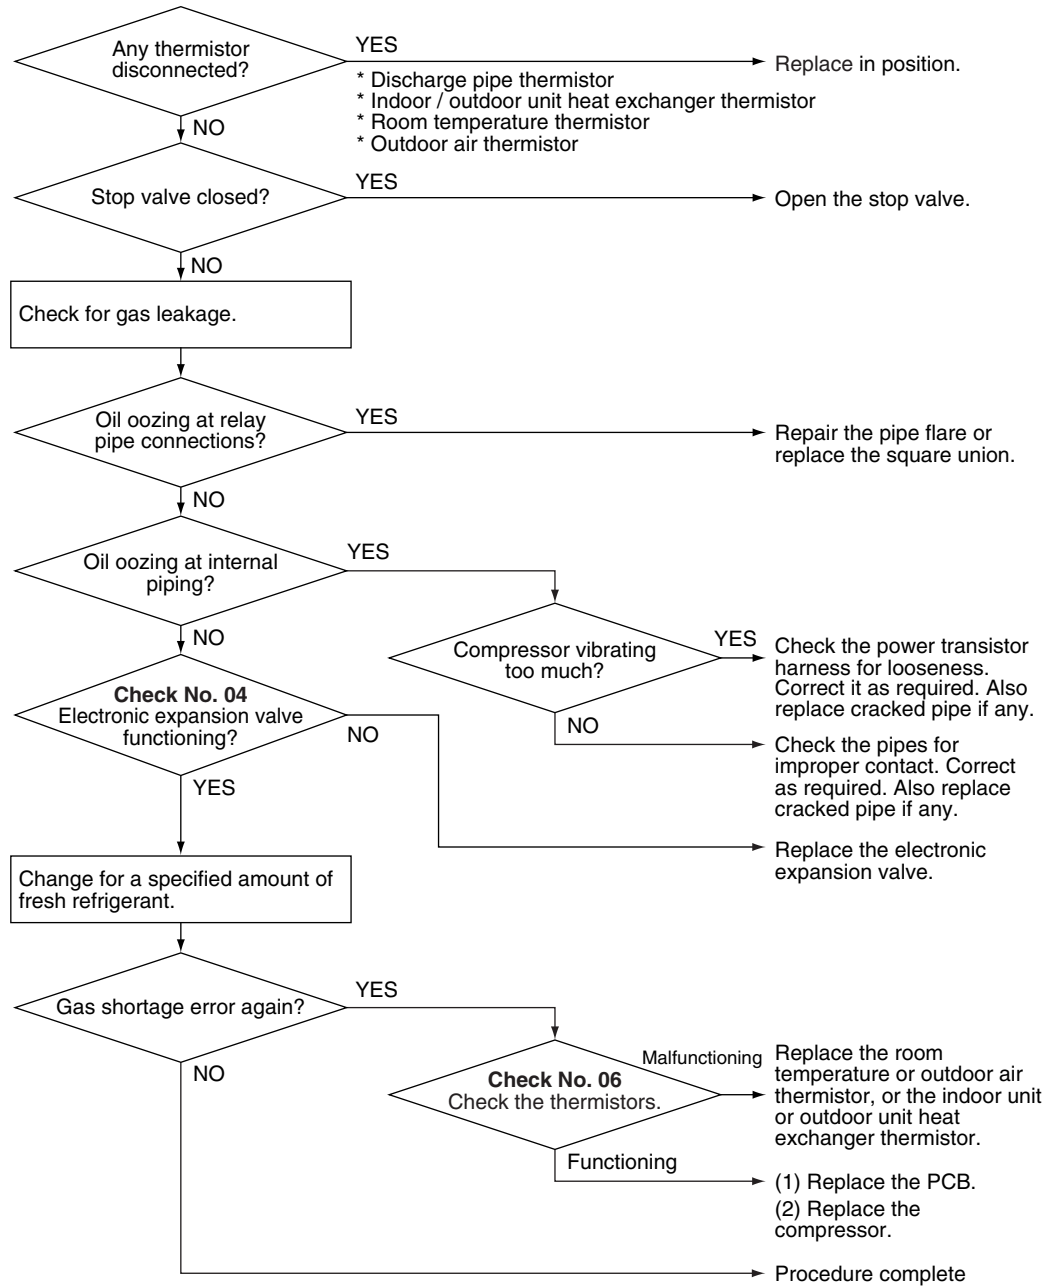 Any thermistor
disconnected?
YES
* Discharge pipe thermistor
* Indoor / outdoor unit heat exchanger thermistor
* Room temperature thermistor
* Outdoor air thermistor
Replace in position.
NO
Stop valve closed?
YES
Open the stop valve.
NO
Check for gas leakage.
Oil oozing at relay
pipe connections?
YES
Repair the pipe flare or
replace the square union.
NO
Oil oozing at internal
piping?
YES
NO
Compressor vibrating
too much?
YES
Check the power transistor
harness for looseness.
Correct it as required. Also
replace cracked pipe if any.
NO
Check the pipes for
improper contact. Correct
as required. Also replace
cracked pipe if any.
Check No. 04
Electronic expansion valve
functioning?
NO
Replace the electronic
expansion valve.
YES
Change for a specified amount of
fresh refrigerant.
Gas shortage error again?
YES
NO
Check No. 06
Check the thermistors.
Malfunctioning
Replace the room
temperature or outdoor air
thermistor, or the indoor unit
or outdoor unit heat
exchanger thermistor.
Functioning
(1) Replace the PCB.
(2) Replace the
compressor.
Procedure complete